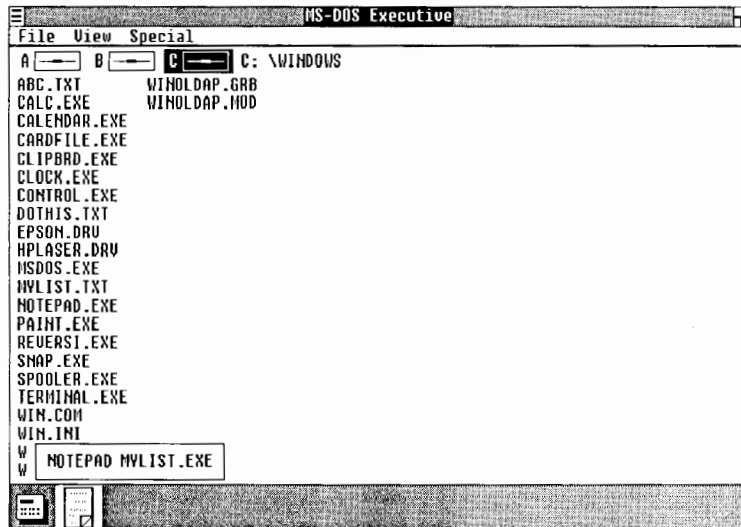 MS-DOS Executive
File View Special
A B C C: \WINDOWS
ABC.TXT WINOLDAP.GRB
CALC.EXE WINOLDAP.MOD
CALENDAR.EXE
CARDFILE.EXE
CLIPBRD.EXE
CLOCK.EXE
CONTROL.EXE
DOTHIS.TXT
EPSON.DRV
HPLASER.DRV
MSDOS.EXE
MYLIST.TXT
NOTEPAD.EXE
PAINT.EXE
REVERSI.EXE
SNAP.EXE
SPOOLER.EXE
TERMINAL.EXE
WIN.COM
WIN.INI
W
W
NOTEPAD MYLIST.EXE